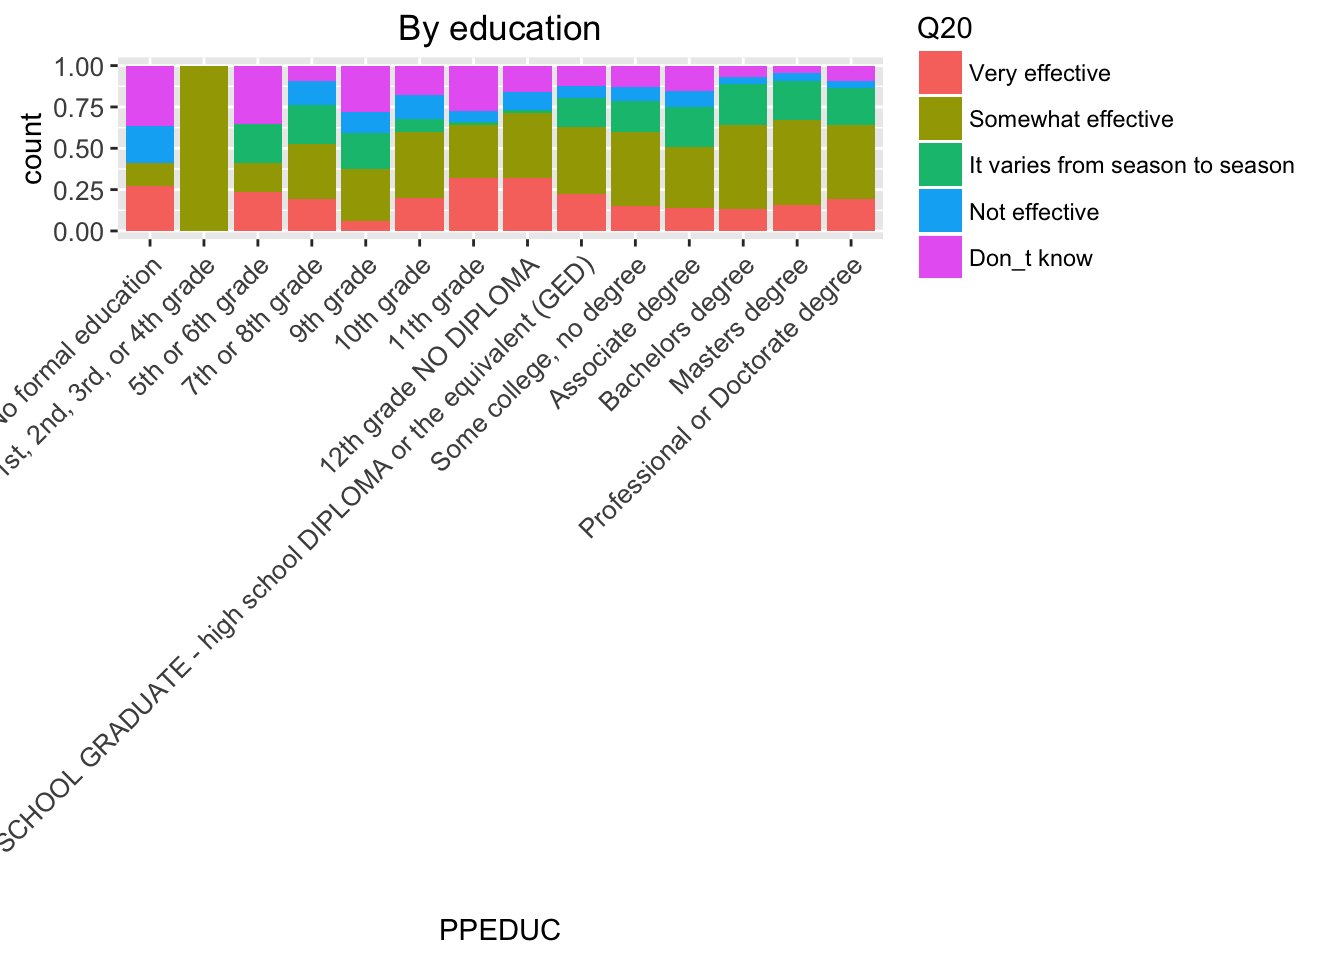 By education
count
1.00
0.75
0.50
0.25
0.00
No formal education
1st, 2nd, 3rd, or 4th grade
5th or 6th grade
7th or 8th grade
9th grade
10th grade
11th grade
12th grade NO DIPLOMA
SCHOOL GRADUATE - high school DIPLOMA or the equivalent (GED)
Some college, no degree
Associate degree
Bachelors degree
Masters degree
Professional or Doctorate degree
PPEDUC
Q20
Very effective
Somewhat effective
It varies from season to season
Not effective
Don_t know